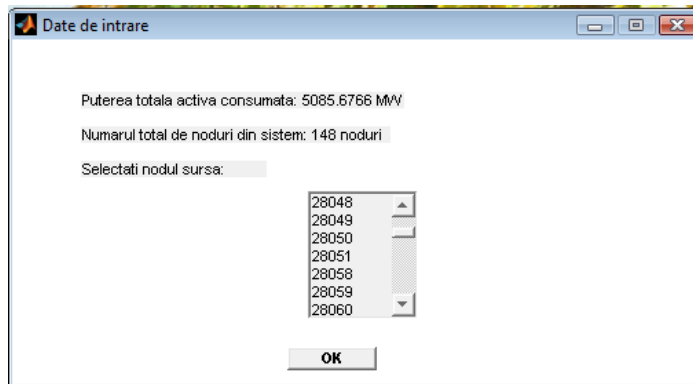 Date de intrare
Puterea totala activa consumata: 5085.6766 MW
Numarul total de noduri din sistem: 148 noduri
Selectati nodul sursa:
28048
28049
28050
28051
28058
28059
28060
OK